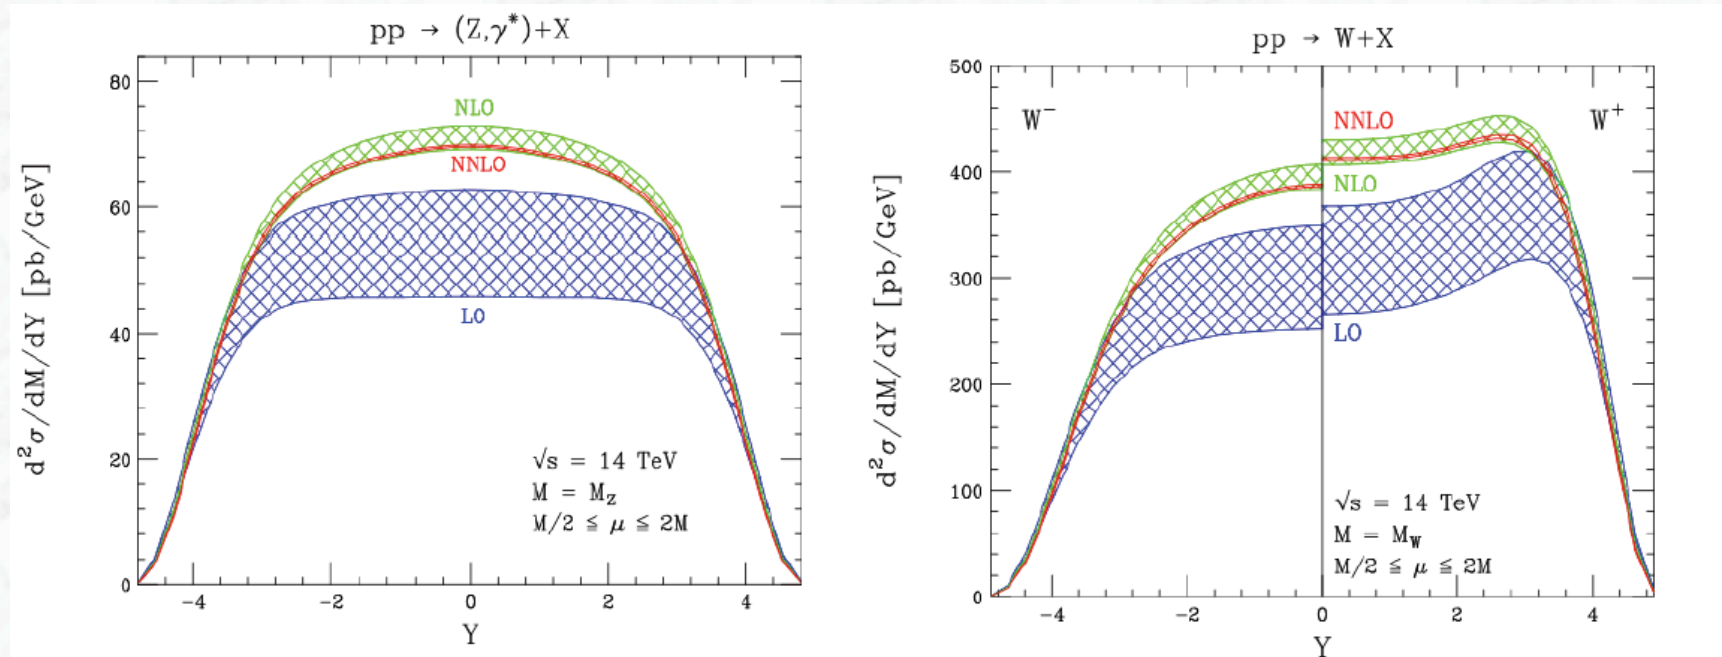 pp → (Z,γ*)+X
d²σ/dM/dY [pb/GeV]
80
60
40
20
0
NLO
NNLO
LO
√s = 14 TeV
M = M_Z
M/2 ≦ μ ≦ 2M
-4 -2 0 2 4
Y
pp → W+X
d²σ/dM/dY [pb/GeV]
500
400
300
200
100
0
W⁻
W⁺
NNLO
NLO
LO
√s = 14 TeV
M = M_W
M/2 ≦ μ ≦ 2M
-4 -2 0 2 4
Y